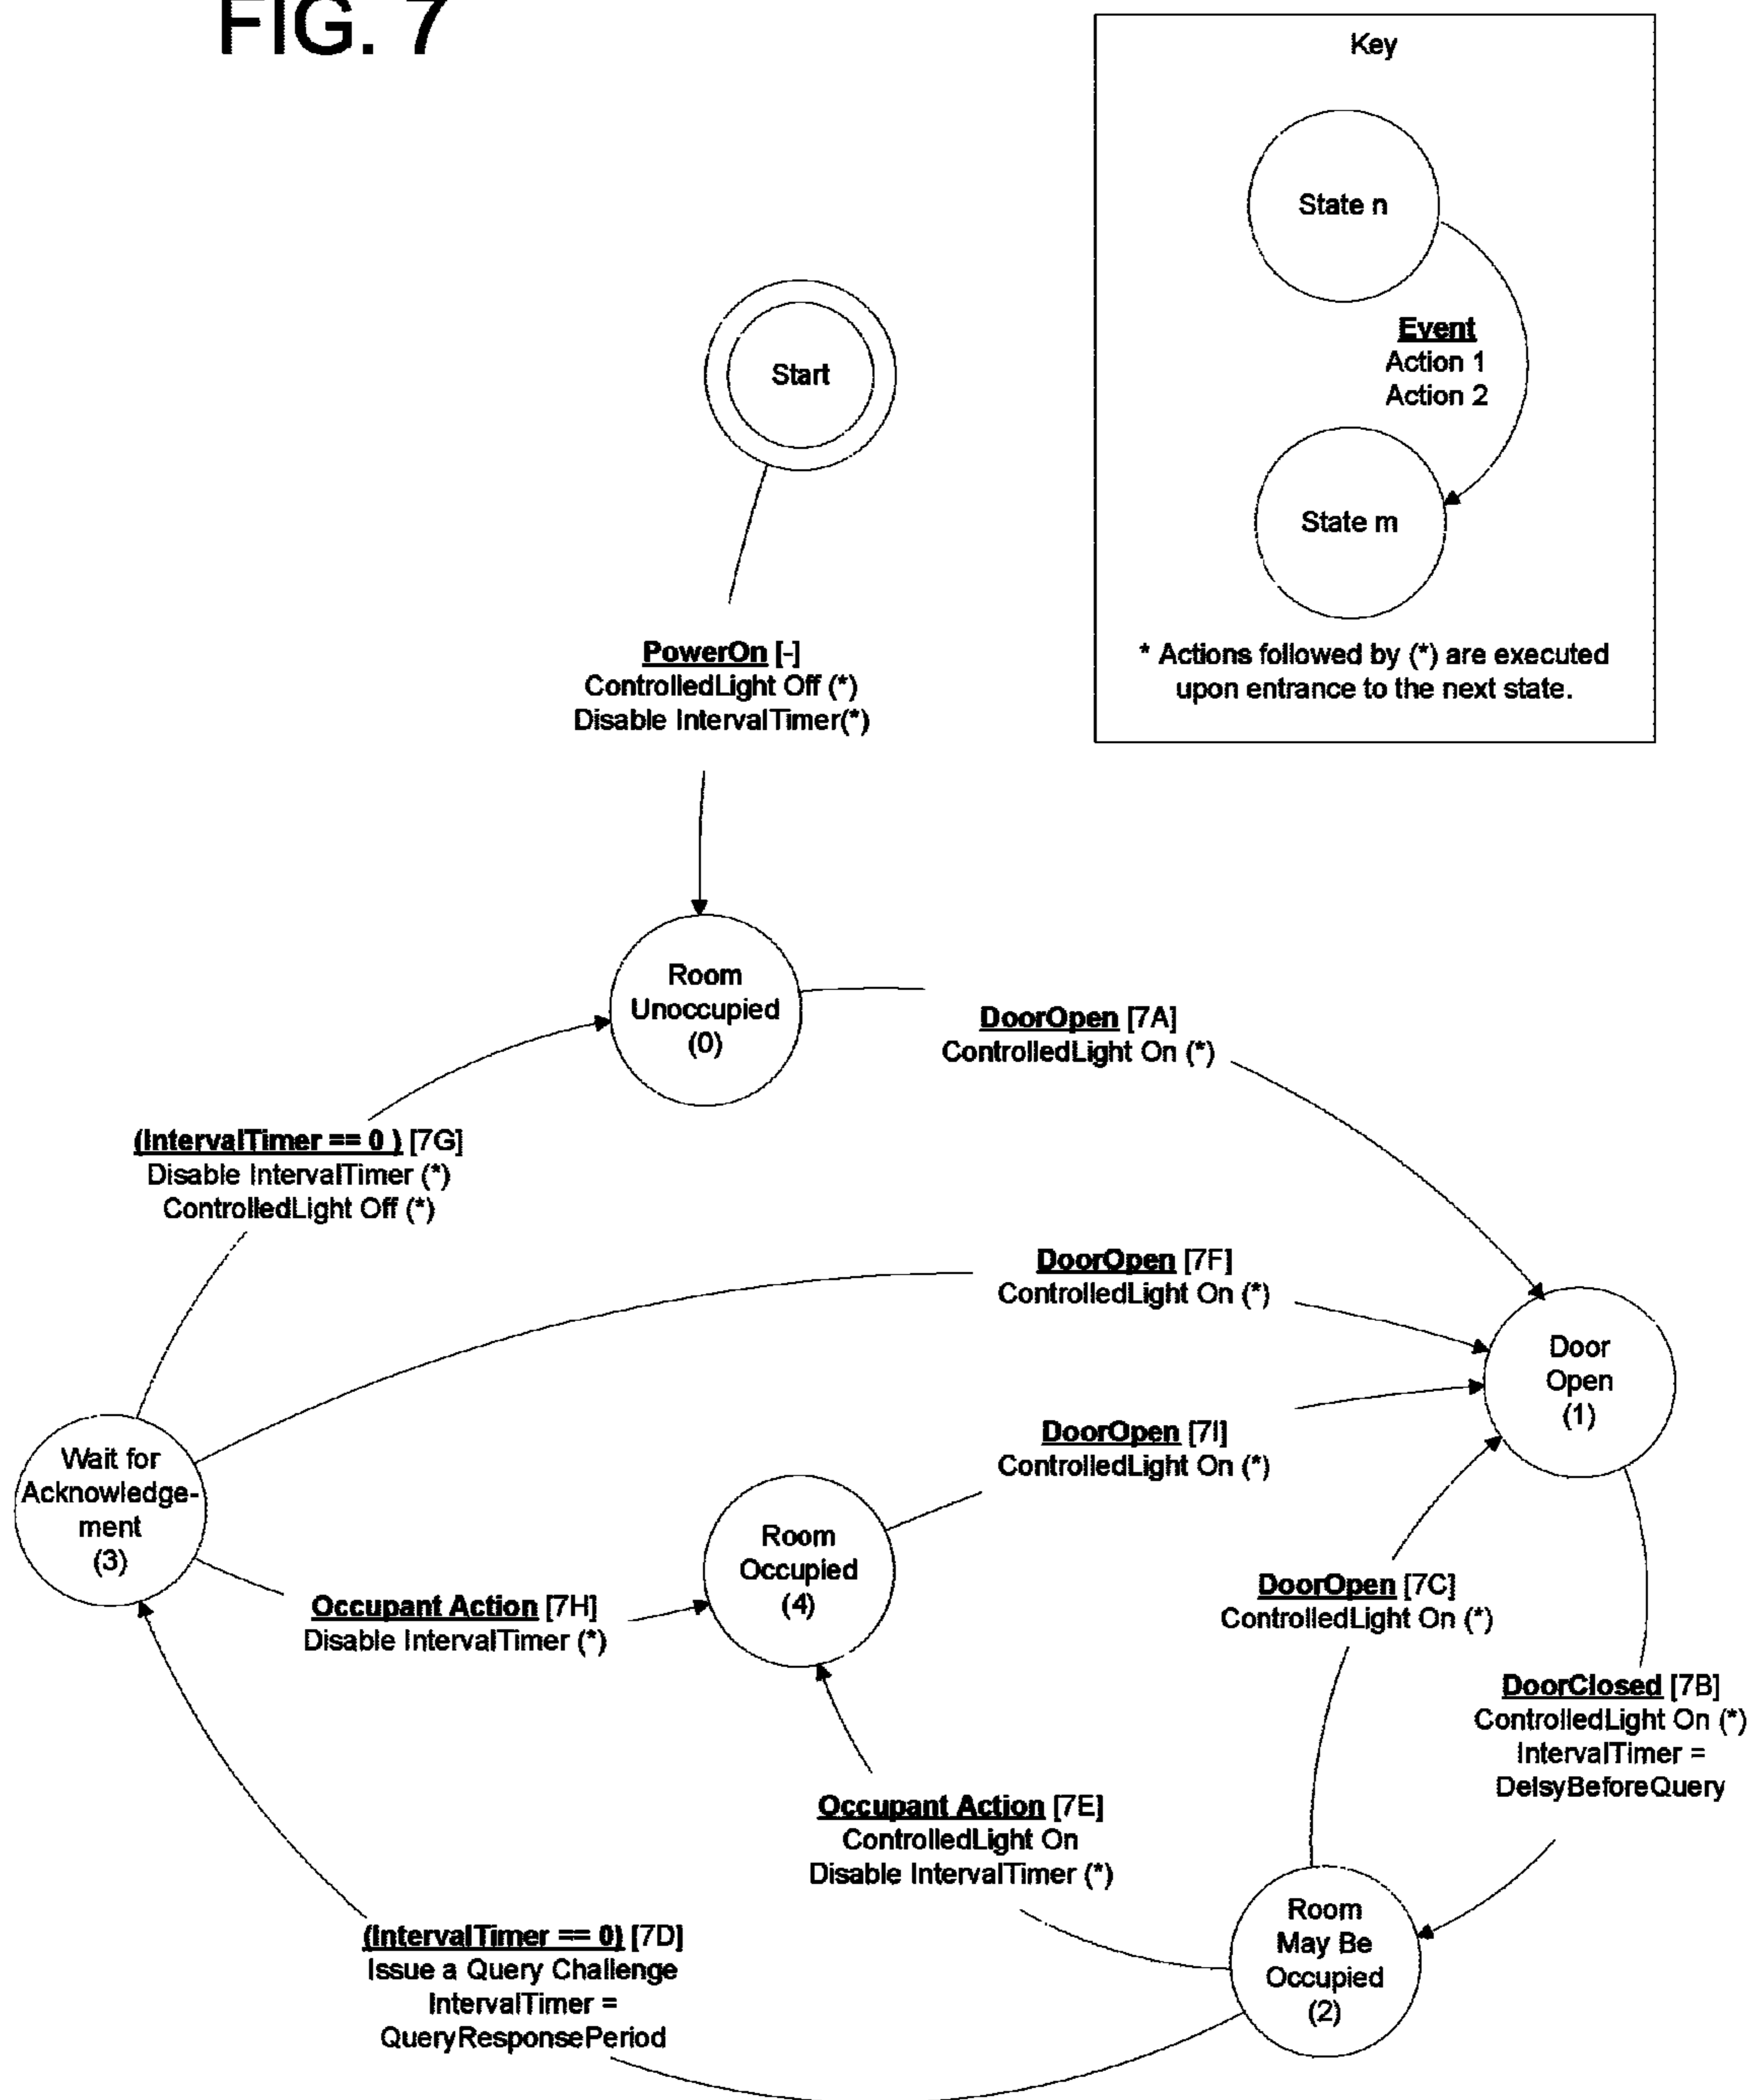 FIG. 7
Key
State n
Event
Action 1
Action 2
State m
* Actions followed by (*) are executed
upon entrance to the next state.
Start
PowerOn [-]
ControlledLight Off (*)
Disable IntervalTimer(*)
Room
Unoccupied
(0)
DoorOpen [7A]
ControlledLight On (*)
(IntervalTimer == 0 ) [7G]
Disable IntervalTimer (*)
ControlledLight Off (*)
DoorOpen [7F]
ControlledLight On (*)
Door
Open
(1)
DoorOpen [7I]
ControlledLight On (*)
Wait for
Acknowledge-
ment
(3)
Room
Occupied
(4)
Occupant Action [7H]
Disable IntervalTimer (*)
DoorOpen [7C]
ControlledLight On (*)
DoorClosed [7B]
ControlledLight On (*)
IntervalTimer =
DelsyBeforeQuery
Occupant Action [7E]
ControlledLight On
Disable IntervalTimer (*)
Room
May Be
Occupied
(2)
(IntervalTimer == 0) [7D]
Issue a Query Challenge
IntervalTimer =
QueryResponsePeriod